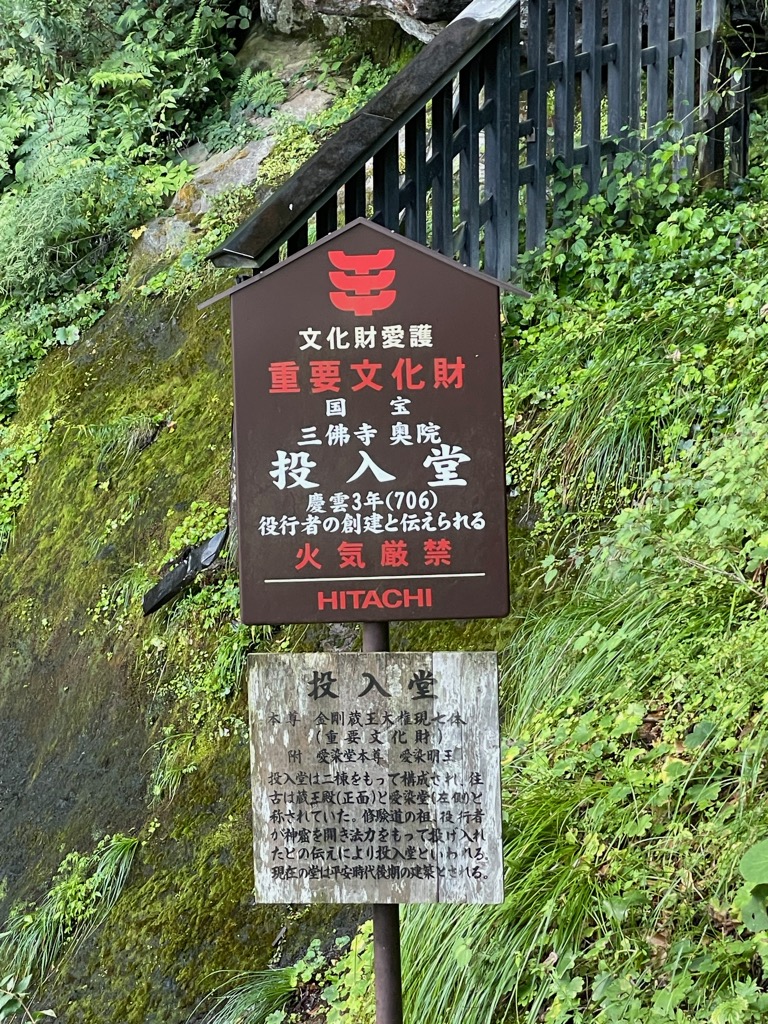 文化財愛護
重要文化財
国 宝
三佛寺 奥院
投入堂
慶雲3年(706)
役行者の創建と伝えられる
火気厳禁
HITACHI
投入堂
本尊 金剛蔵王大権現七体
(重要文化財)
附 愛染堂本尊 愛染明王
投入堂は二棟をもって構成され、往
古は蔵王殿(正面)と愛染堂(左側)と
称されていた。修験道の祖、役行者
が神窟を開き法力をもって投げ入れ
たとの伝えにより投入堂といわれる。
現在の堂は平安時代後期の建築とされる。